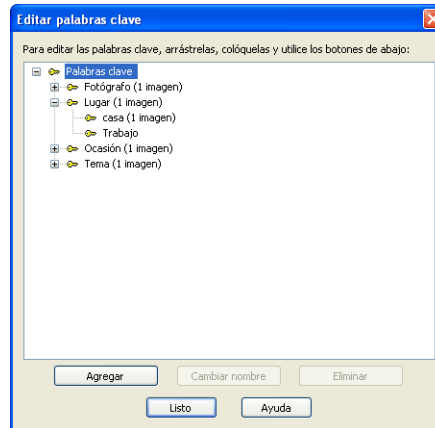 Editar palabras clave
Para editar las palabras clave, arrástrelas, colóquelas y utilice los botones de abajo:
Palabras clave
Fotógrafo (1 imagen)
Lugar (1 imagen)
casa (1 imagen)
Trabajo
Ocasión (1 imagen)
Tema (1 imagen)
Agregar Cambiar nombre Eliminar
Listo Ayuda